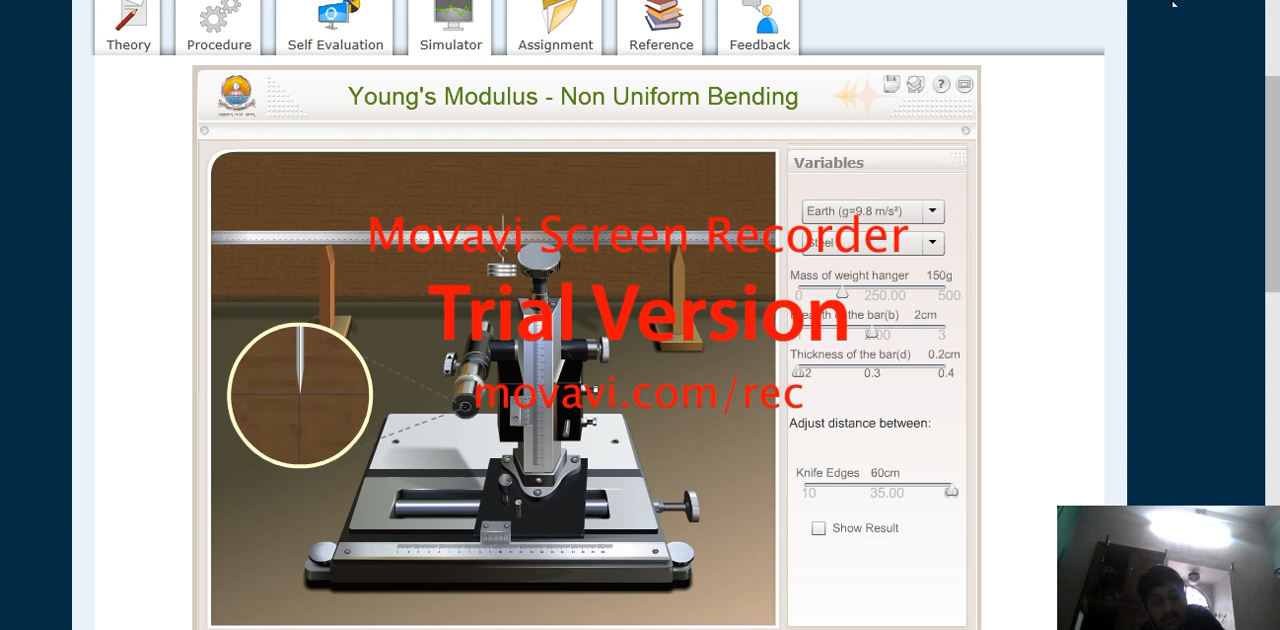 Theory
Procedure
Self Evaluation
Simulator
Assignment
Reference
Feedback
Young's Modulus - Non Uniform Bending
Variables
Earth (g=9.8 m/s²)
Movavi Screen Recorder
Steel
Mass of weight hanger 150g
0 250.00 500
Trial Version
of the bar(b) 2cm
3
Thickness of the bar(d) 0.2cm
0.3 0.4
movavi.com/rec
Adjust distance between:
Knife Edges 60cm
10 35.00
Show Result